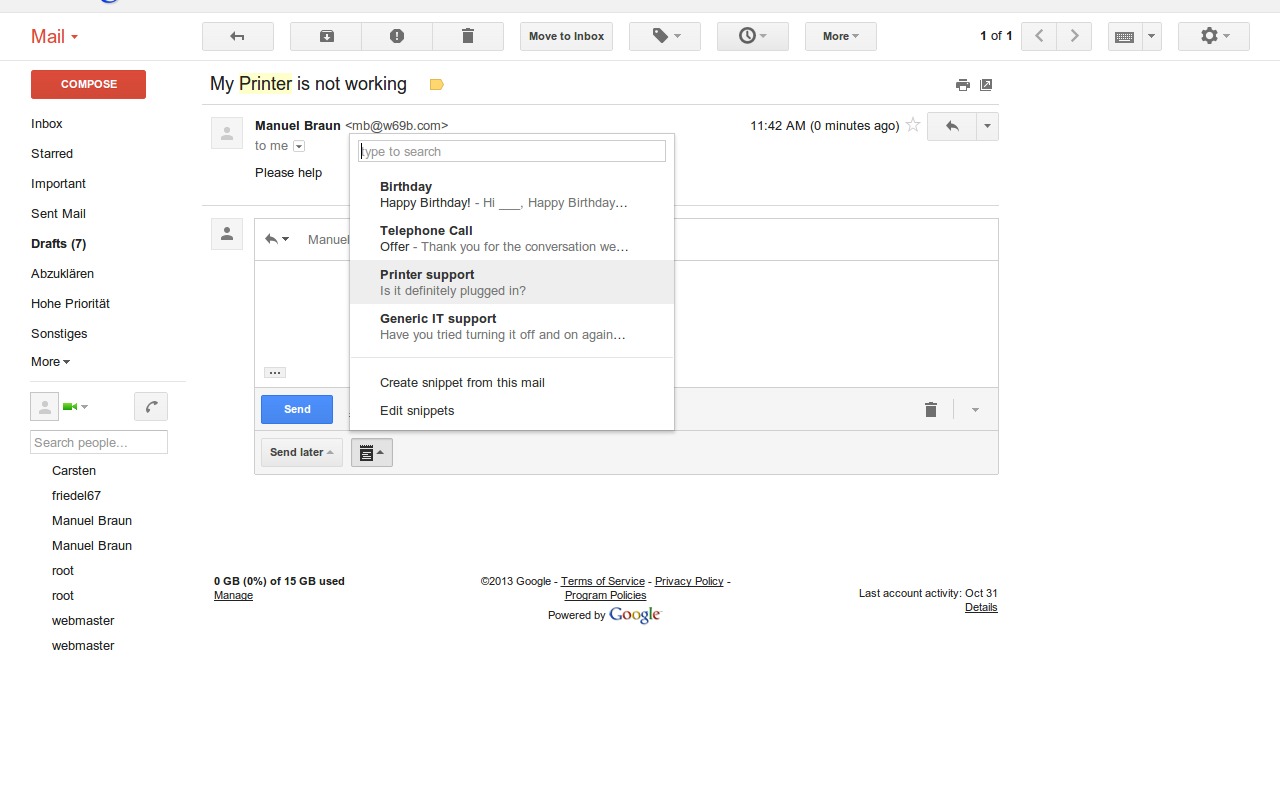 Mail
Move to Inbox
More
1 of 1
COMPOSE
My Printer is not working
Inbox
Starred
Important
Sent Mail
Drafts (7)
Abzuklären
Hohe Priorität
Sonstiges
More
Search people...
Carsten
friedel67
Manuel Braun
Manuel Braun
root
root
webmaster
webmaster
Manuel Braun <mb@w69b.com>
11:42 AM (0 minutes ago)
to me
Please help
Manuel
type to search
Birthday
Happy Birthday! - Hi ___, Happy Birthday…
Telephone Call
Offer - Thank you for the conversation we…
Printer support
Is it definitely plugged in?
Generic IT support
Have you tried turning it off and on again…
Create snippet from this mail
Edit snippets
Send
Send later
0 GB (0%) of 15 GB used
Manage
©2013 Google - Terms of Service - Privacy Policy -
Program Policies
Powered by Google
Last account activity: Oct 31
Details